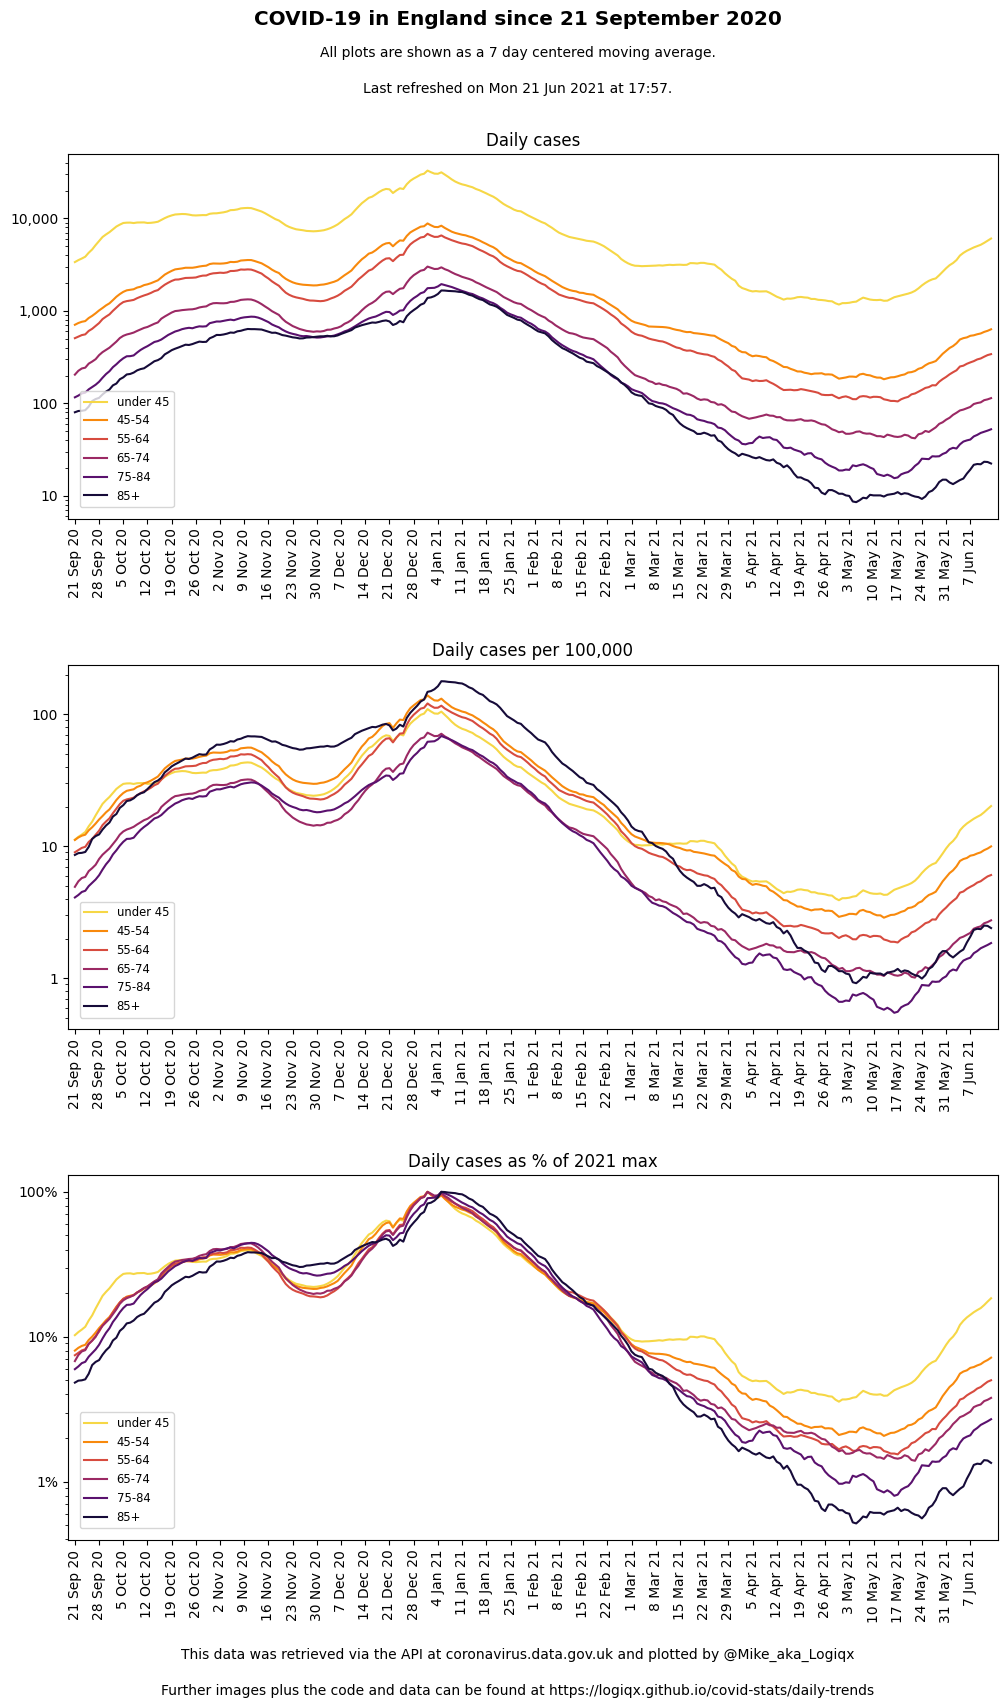 COVID-19 in England since 21 September 2020
All plots are shown as a 7 day centered moving average.
Last refreshed on Mon 21 Jun 2021 at 17:57.
Daily cases
10,000
1,000
100
10
under 45
45-54
55-64
65-74
75-84
85+
21 Sep 20
28 Sep 20
5 Oct 20
12 Oct 20
19 Oct 20
26 Oct 20
2 Nov 20
9 Nov 20
16 Nov 20
23 Nov 20
30 Nov 20
7 Dec 20
14 Dec 20
21 Dec 20
28 Dec 20
4 Jan 21
11 Jan 21
18 Jan 21
25 Jan 21
1 Feb 21
8 Feb 21
15 Feb 21
22 Feb 21
1 Mar 21
8 Mar 21
15 Mar 21
22 Mar 21
29 Mar 21
5 Apr 21
12 Apr 21
19 Apr 21
26 Apr 21
3 May 21
10 May 21
17 May 21
24 May 21
31 May 21
7 Jun 21
Daily cases per 100,000
100
10
1
under 45
45-54
55-64
65-74
75-84
85+
21 Sep 20
28 Sep 20
5 Oct 20
12 Oct 20
19 Oct 20
26 Oct 20
2 Nov 20
9 Nov 20
16 Nov 20
23 Nov 20
30 Nov 20
7 Dec 20
14 Dec 20
21 Dec 20
28 Dec 20
4 Jan 21
11 Jan 21
18 Jan 21
25 Jan 21
1 Feb 21
8 Feb 21
15 Feb 21
22 Feb 21
1 Mar 21
8 Mar 21
15 Mar 21
22 Mar 21
29 Mar 21
5 Apr 21
12 Apr 21
19 Apr 21
26 Apr 21
3 May 21
10 May 21
17 May 21
24 May 21
31 May 21
7 Jun 21
Daily cases as % of 2021 max
100%
10%
1%
under 45
45-54
55-64
65-74
75-84
85+
21 Sep 20
28 Sep 20
5 Oct 20
12 Oct 20
19 Oct 20
26 Oct 20
2 Nov 20
9 Nov 20
16 Nov 20
23 Nov 20
30 Nov 20
7 Dec 20
14 Dec 20
21 Dec 20
28 Dec 20
4 Jan 21
11 Jan 21
18 Jan 21
25 Jan 21
1 Feb 21
8 Feb 21
15 Feb 21
22 Feb 21
1 Mar 21
8 Mar 21
15 Mar 21
22 Mar 21
29 Mar 21
5 Apr 21
12 Apr 21
19 Apr 21
26 Apr 21
3 May 21
10 May 21
17 May 21
24 May 21
31 May 21
7 Jun 21
This data was retrieved via the API at coronavirus.data.gov.uk and plotted by @Mike_aka_Logiqx
Further images plus the code and data can be found at https://logiqx.github.io/covid-stats/daily-trends